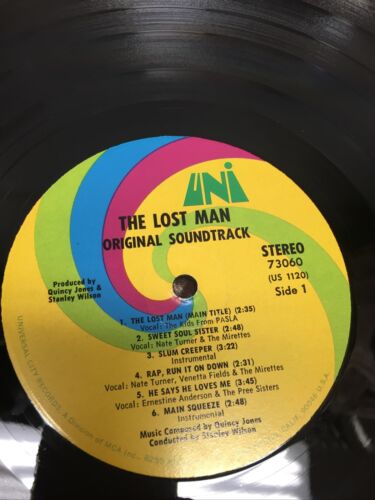 UNI
THE LOST MAN
ORIGINAL SOUNDTRACK
STEREO
73060
(US 1120)
Side 1
Produced by
Quincy Jones &
Stanley Wilson
1. THE LOST MAN (MAIN TITLE) (2:35)
Vocal: The Kids From PASLA
2. SWEET SOUL SISTER (2:48)
Vocal: Nate Turner & The Mirettes
3. SLUM CREEPER (3:22)
Instrumental
4. RAP, RUN IT ON DOWN (2:31)
Vocal: Nate Turner, Venetta Fields & The Mirettes
5. HE SAYS HE LOVES ME (3:45)
Vocal: Ernestine Anderson & The Pree Sisters
6. MAIN SQUEEZE (2:48)
Instrumental
Music Composed by Quincy Jones
Conducted by Stanley Wilson
UNIVERSAL CITY RECORDS, A Division of MCA Inc., 8255 CALIF. 90046 U.S.A.